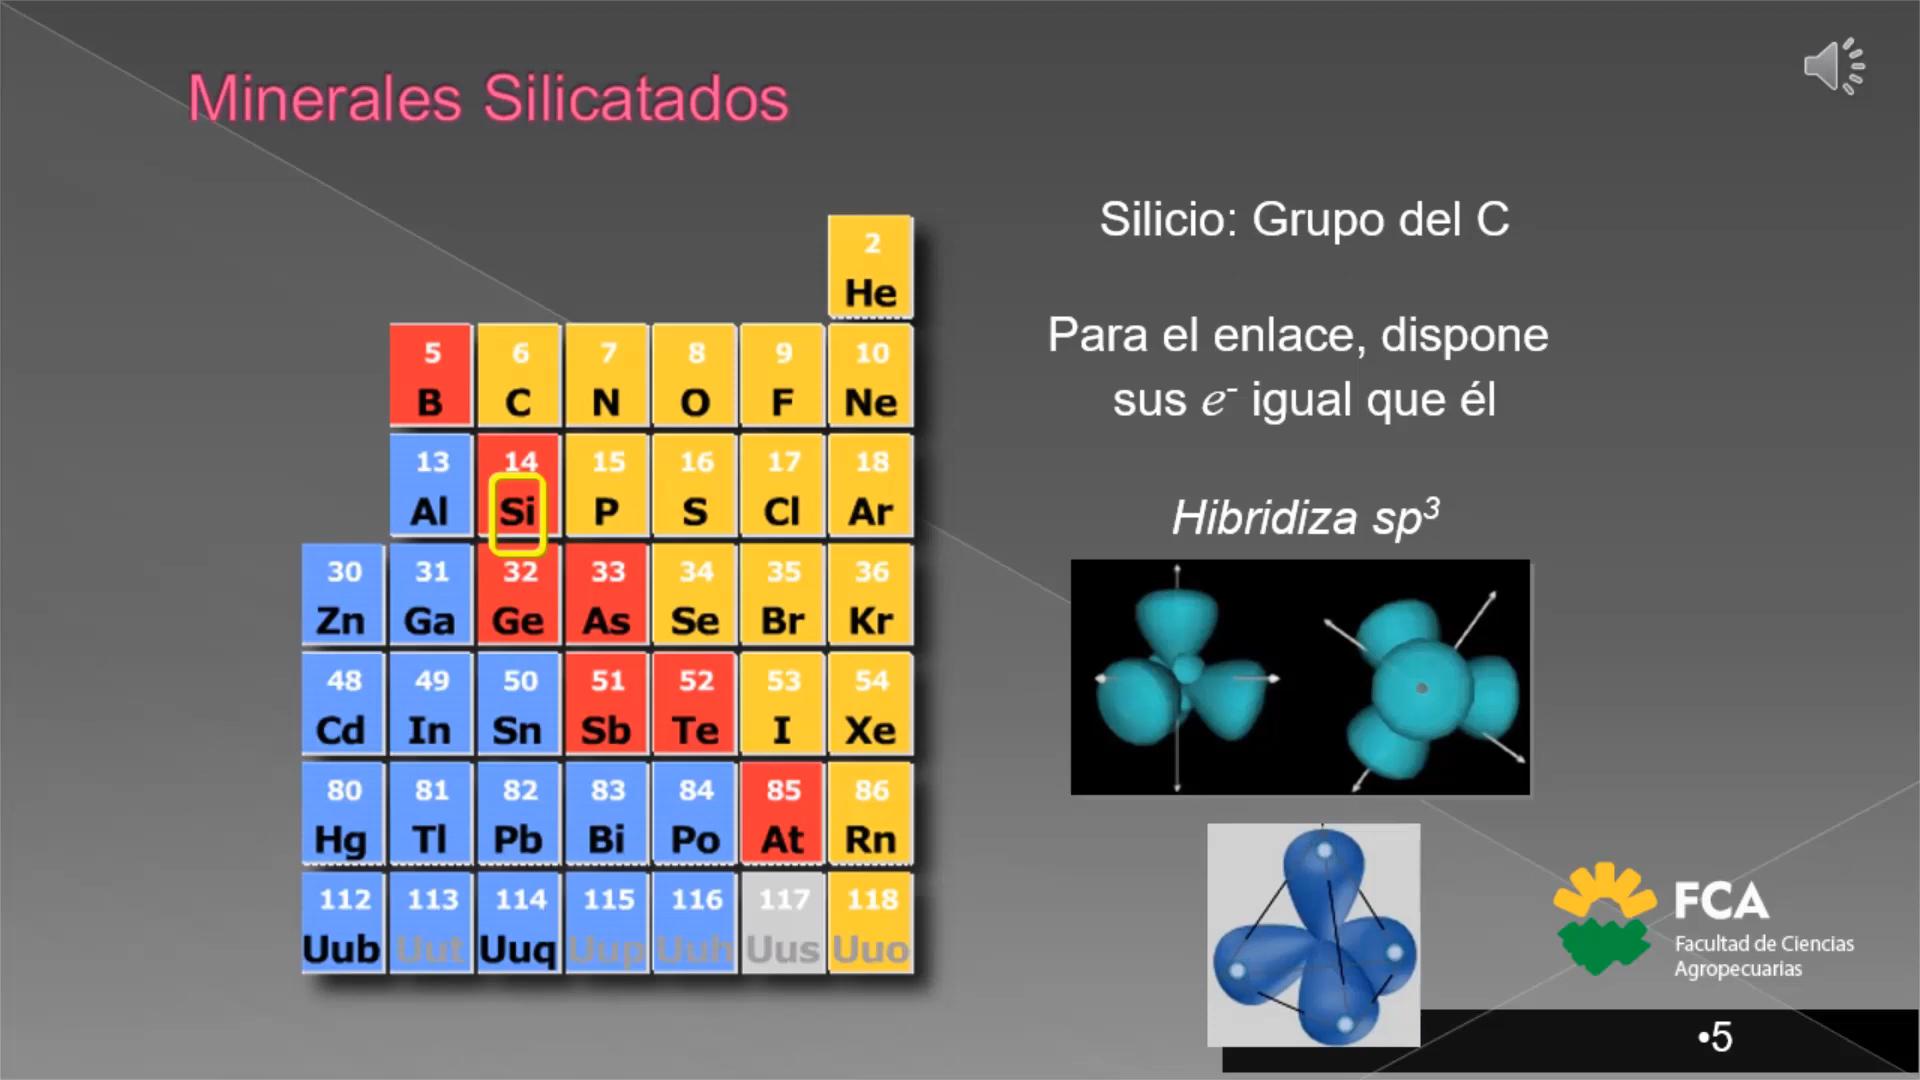 Minerales Silicatados
Silicio: Grupo del C
Para el enlace, dispone
sus e- igual que él
Hibridiza sp³
2
He
5 6 7 8 9 10
B C N O F Ne
13 14 15 16 17 18
Al Si P S Cl Ar
30 31 32 33 34 35 36
Zn Ga Ge As Se Br Kr
48 49 50 51 52 53 54
Cd In Sn Sb Te I Xe
80 81 82 83 84 85 86
Hg Tl Pb Bi Po At Rn
112 113 114 115 116 117 118
Uub Uut Uuq Uup Uuh Uus Uuo
FCA
Facultad de Ciencias
Agropecuarias
•5